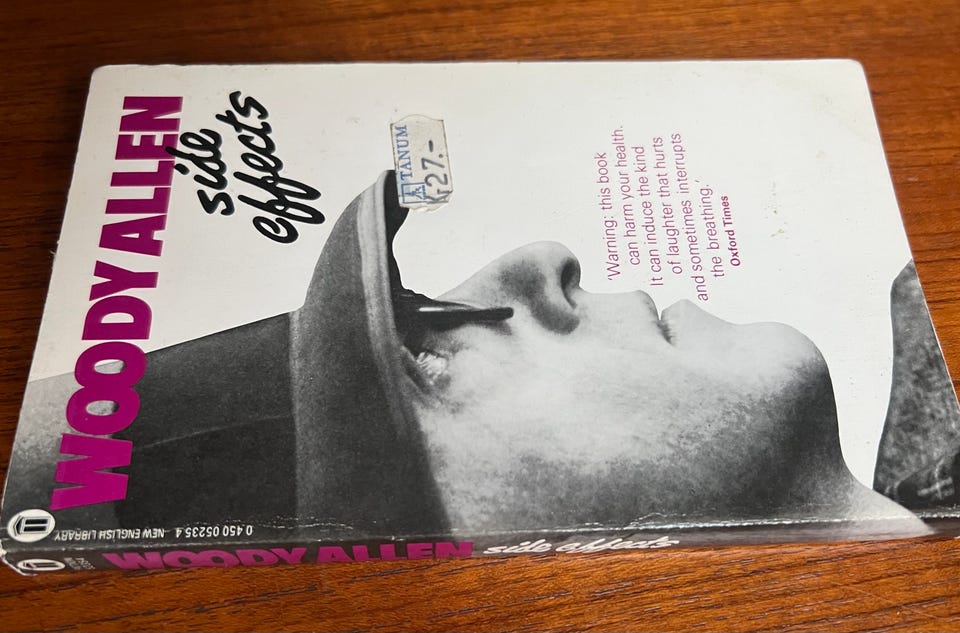 WOODY ALLEN
side
effects
TANUM
kr 27.-
'Warning: this book
can harm your health.
It can induce the kind
of laughter that hurts
and sometimes interrupts
the breathing.'
Oxford Times
0 450 05235 4 · NEW ENGLISH LIBRARY
WOODY ALLEN side effects